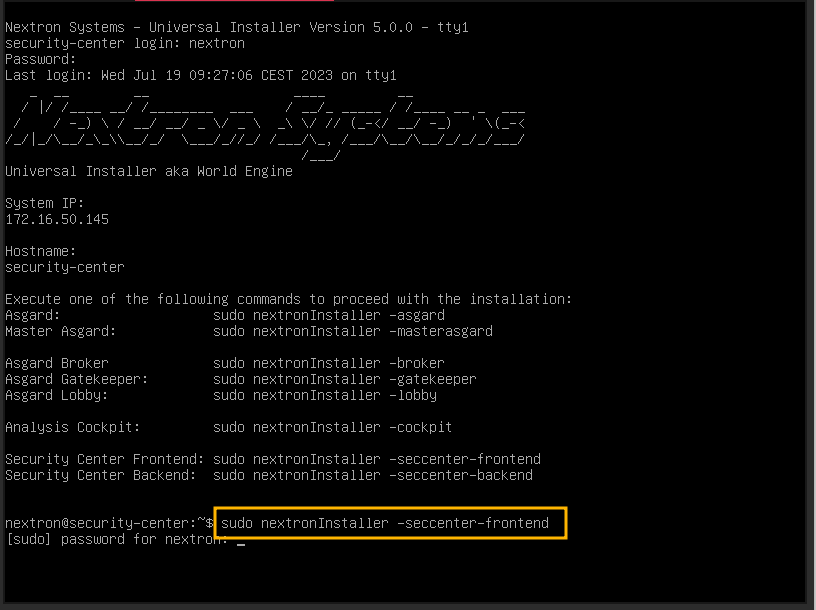 Nextron Systems - Universal Installer Version 5.0.0 - tty1
security-center login: nextron
Password:
Last login: Wed Jul 19 09:27:06 CEST 2023 on tty1
Nextron Systems
Universal Installer aka World Engine
System IP:
172.16.50.145
Hostname:
security-center
Execute one of the following commands to proceed with the installation:
Asgard: sudo nextronInstaller -asgard
Master Asgard: sudo nextronInstaller -masterasgard
Asgard Broker sudo nextronInstaller -broker
Asgard Gatekeeper: sudo nextronInstaller -gatekeeper
Asgard Lobby: sudo nextronInstaller -lobby
Analysis Cockpit: sudo nextronInstaller -cockpit
Security Center Frontend: sudo nextronInstaller -seccenter-frontend
Security Center Backend: sudo nextronInstaller -seccenter-backend
nextron@security-center:~$ sudo nextronInstaller -seccenter-frontend
[sudo] password for nextron: _